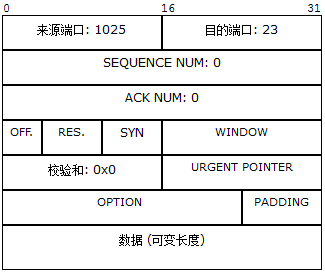 0 16 31
来源端口: 1025 目的端口: 23
SEQUENCE NUM: 0
ACK NUM: 0
OFF. RES. SYN WINDOW
校验和: 0x0 URGENT POINTER
OPTION PADDING
数据 (可变长度)